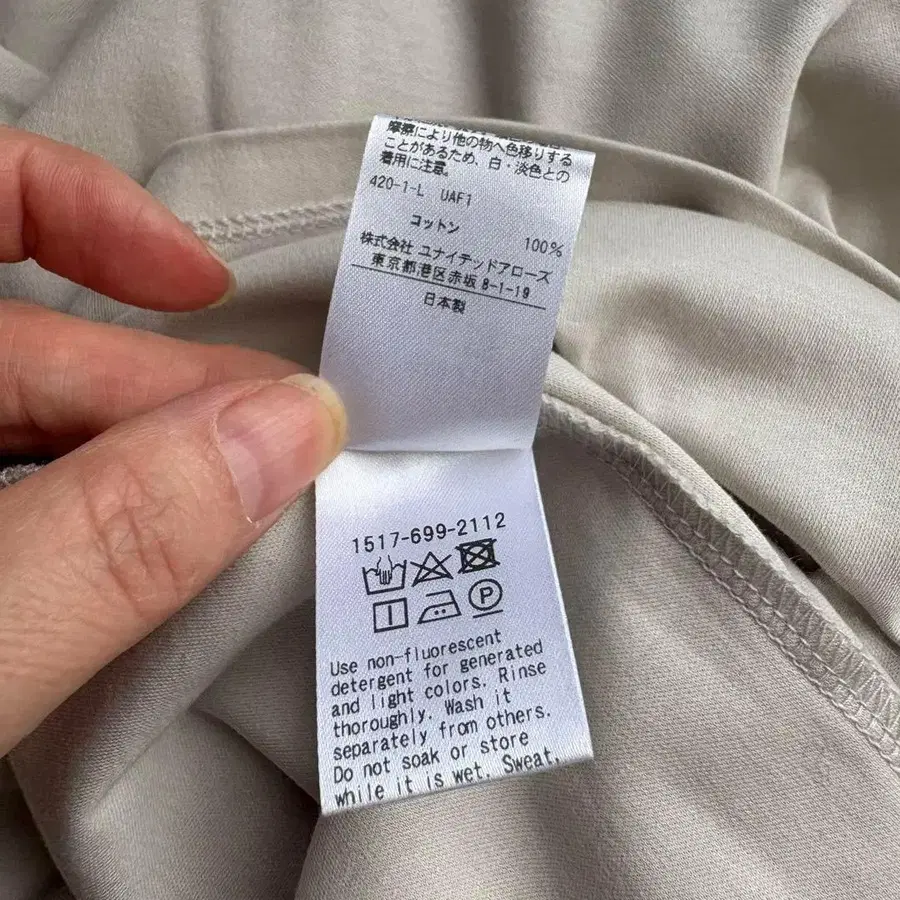 摩擦により他の物へ色移りする
ことがあるため、白・淡色との
着用に注意。
420-1-L UAF1
コットン 100%
株式会社 ユナイテッドアローズ
東京都港区赤坂 8-1-19
日本製
1517-699-2112
P
Use non-fluorescent
detergent for generated
and light colors. Rinse
thoroughly. Wash it
separately from others.
Do not soak or store
while it is wet. Sweat,